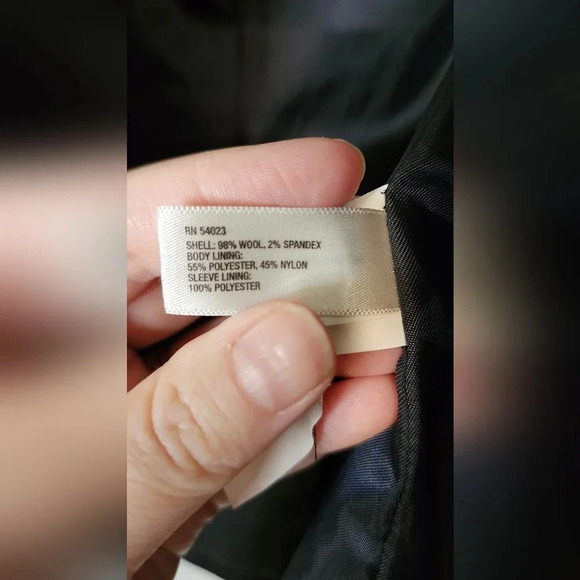 RN 54023
SHELL: 98% WOOL, 2% SPANDEX
BODY LINING:
55% POLYESTER, 45% NYLON
SLEEVE LINING:
100% POLYESTER